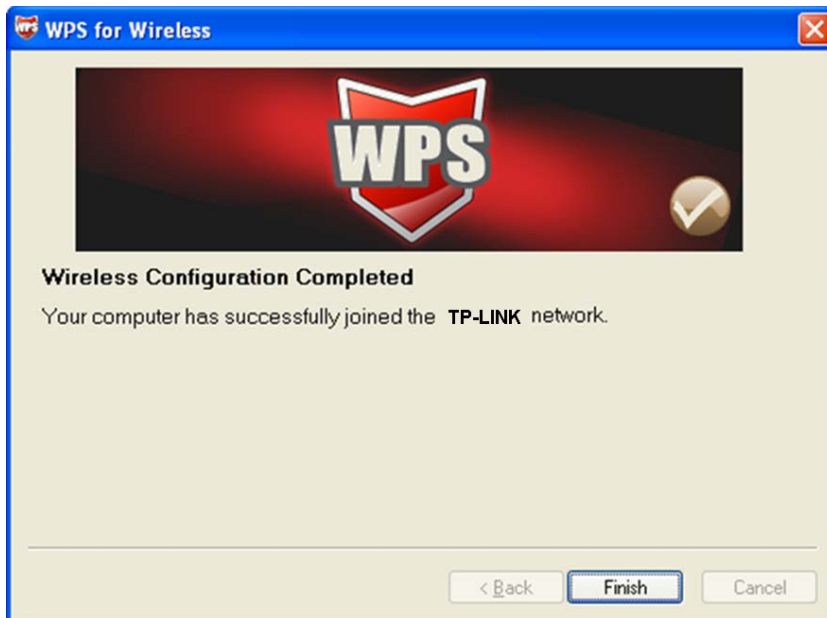 WPS WPS for Wireless
WPS
Wireless Configuration Completed
Your computer has successfully joined the TP-LINK network.
< Back Finish Cancel